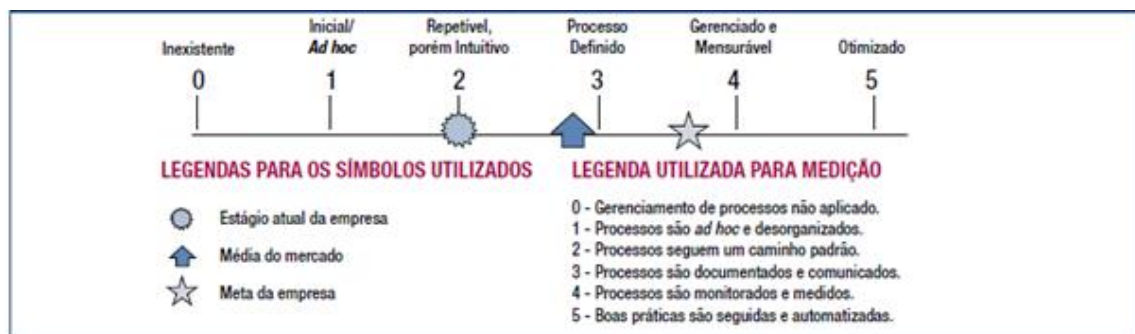 Inexistente
Inicial/
Ad hoc
Repetível,
porém Intuitivo
Processo
Definido
Gerenciado e
Mensurável
Otimizado
0 1 2 3 4 5
LEGENDAS PARA OS SÍMBOLOS UTILIZADOS
Estágio atual da empresa
Média do mercado
Meta da empresa
LEGENDA UTILIZADA PARA MEDIÇÃO
0 - Gerenciamento de processos não aplicado.
1 - Processos são ad hoc e desorganizados.
2 - Processos seguem um caminho padrão.
3 - Processos são documentados e comunicados.
4 - Processos são monitorados e medidos.
5 - Boas práticas são seguidas e automatizadas.